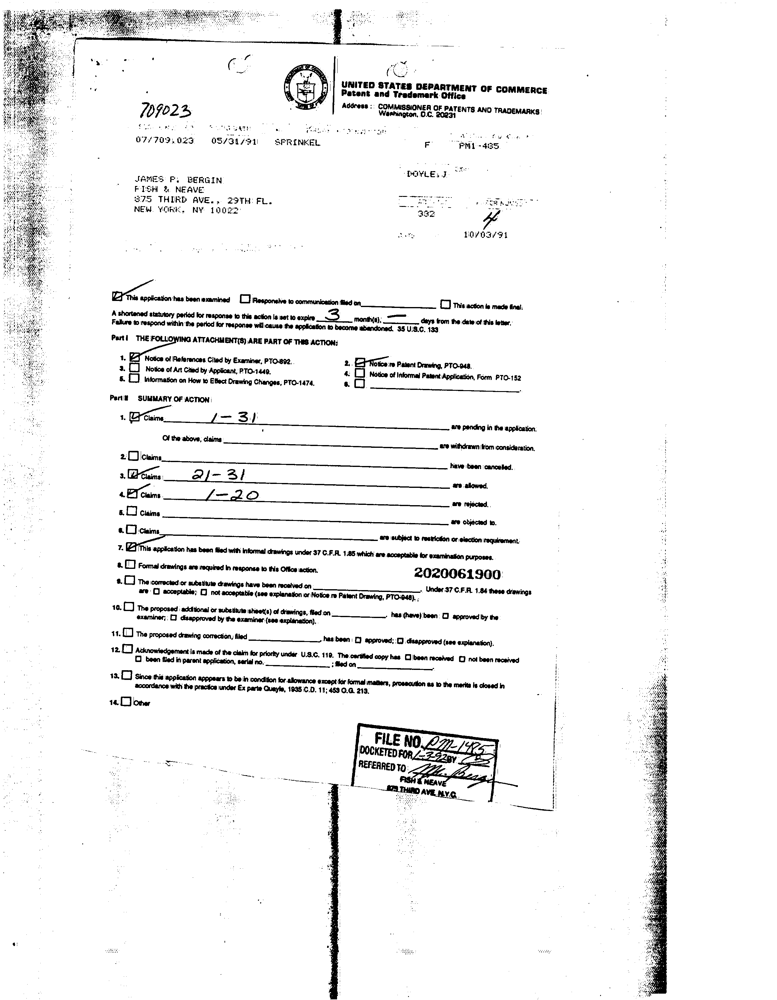 UNITED STATES DEPARTMENT OF COMMERCE
Patent and Trademark Office
Address : COMMISSIONER OF PATENTS AND TRADEMARKS
Washington, D.C. 20231
709023
07/709,023 05/31/91 SPRINKEL F PM1-485
DOYLE, J
JAMES P. BERGIN
FISH & NEAVE
875 THIRD AVE., 29TH FL.
NEW YORK, NY 10022
332 4
10/03/91
This application has been examined Responsive to communication filed on This action is made final.
A shortened statutory period for response to this action is set to expire 3 month(s), — days from the date of this letter.
Failure to respond within the period for response will cause the application to become abandoned. 35 U.S.C. 133
Part I THE FOLLOWING ATTACHMENT(S) ARE PART OF THIS ACTION:
1. Notice of References Cited by Examiner, PTO-892. 2. Notice re Patent Drawing, PTO-948.
3. Notice of Art Cited by Applicant, PTO-1449. 4. Notice of Informal Patent Application, Form PTO-152
5. Information on How to Effect Drawing Changes, PTO-1474. 6.
Part II SUMMARY OF ACTION
1. Claims 1-31 are pending in the application.
Of the above, claims are withdrawn from consideration.
2. Claims have been cancelled.
3. Claims 21-31 are allowed.
4. Claims 1-20 are rejected.
5. Claims are objected to.
6. Claims are subject to restriction or election requirement.
7. This application has been filed with informal drawings under 37 C.F.R. 1.85 which are acceptable for examination purposes.
8. Formal drawings are required in response to this Office action.
2020061900
9. The corrected or substitute drawings have been received on . Under 37 C.F.R. 1.84 these drawings
are acceptable; not acceptable (see explanation or Notice re Patent Drawing, PTO-948).
10. The proposed additional or substitute sheet(s) of drawings, filed on , has (have) been approved by the
examiner; disapproved by the examiner (see explanation).
11. The proposed drawing correction, filed , has been approved; disapproved (see explanation).
12. Acknowledgement is made of the claim for priority under U.S.C. 119. The certified copy has been received not been received
been filed in parent application, serial no. ; filed on
13. Since this application apppears to be in condition for allowance except for formal matters, prosecution as to the merits is closed in
accordance with the practice under Ex parte Quayle, 1935 C.D. 11; 453 O.G. 213.
14. Other
FILE NO. PM-1485
DOCKETED FOR 1-3-92 BY
REFERRED TO
FISH & NEAVE
875 THIRD AVE. N.Y.C.